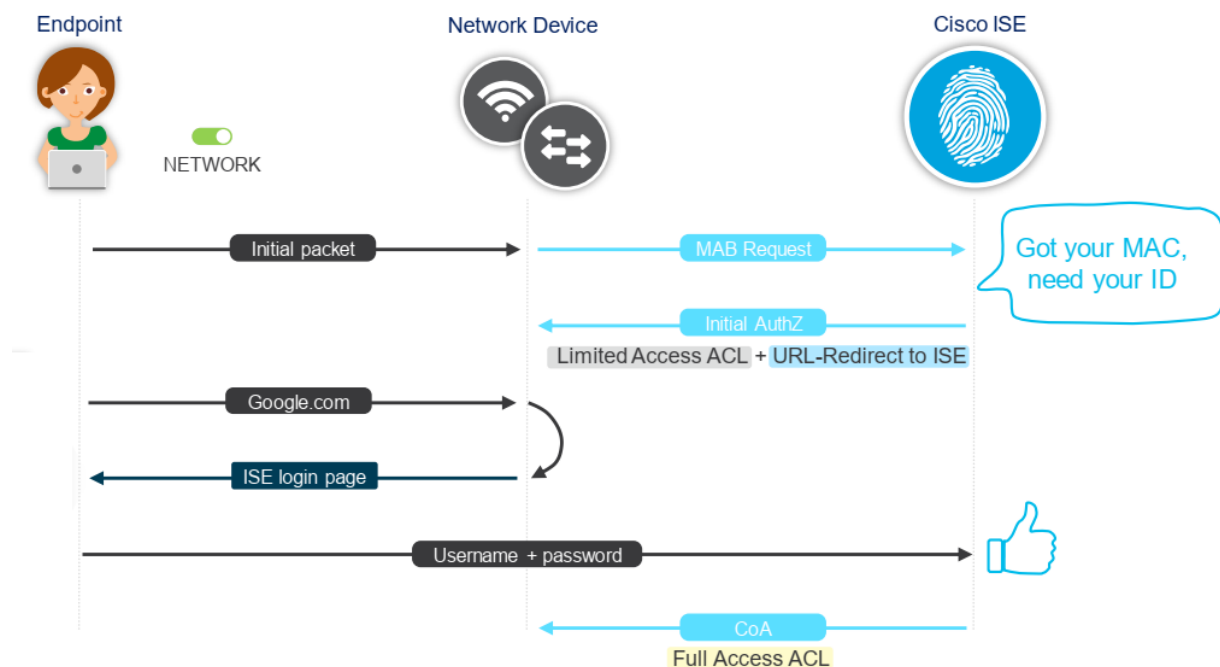 Endpoint
Network Device
Cisco ISE
NETWORK
Initial packet
MAB Request
Got your MAC,
need your ID
Initial AuthZ
Limited Access ACL + URL-Redirect to ISE
Google.com
ISE login page
Username + password
CoA
Full Access ACL